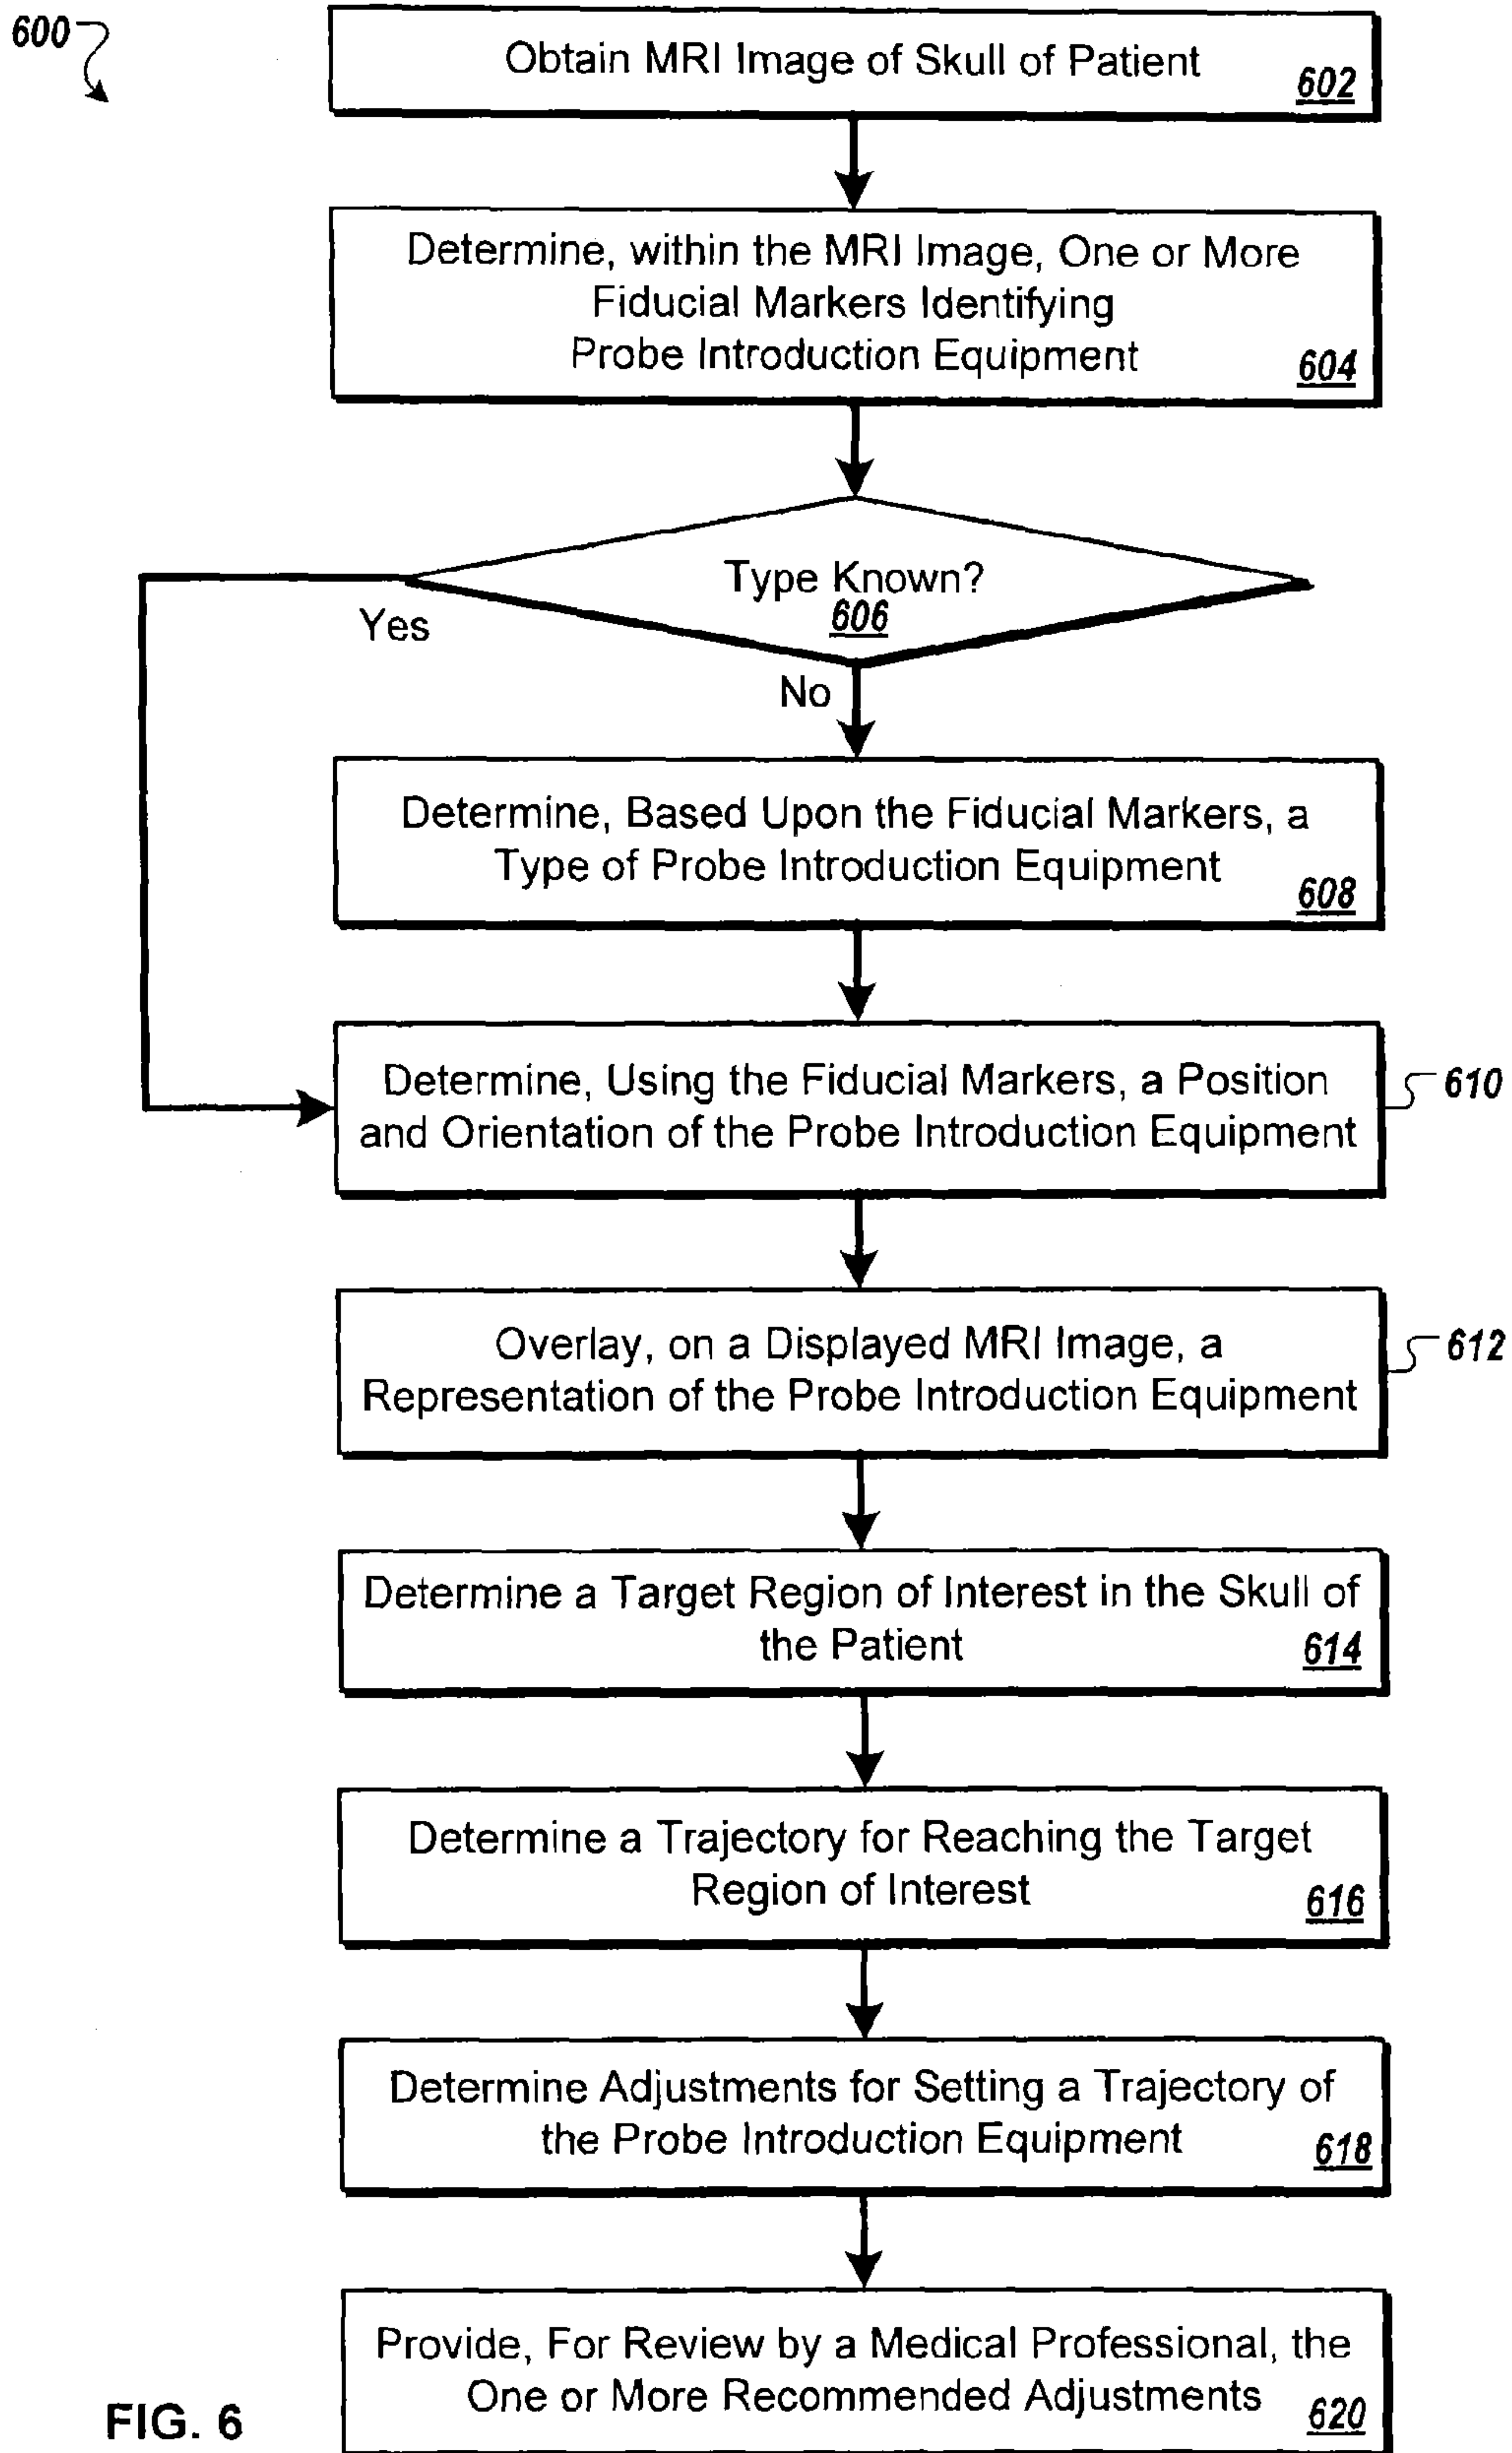 600
Obtain MRI Image of Skull of Patient
602
Determine, within the MRI Image, One or More
Fiducial Markers Identifying
Probe Introduction Equipment
604
Type Known?
606
Yes
No
Determine, Based Upon the Fiducial Markers, a
Type of Probe Introduction Equipment
608
Determine, Using the Fiducial Markers, a Position
and Orientation of the Probe Introduction Equipment
610
Overlay, on a Displayed MRI Image, a
Representation of the Probe Introduction Equipment
612
Determine a Target Region of Interest in the Skull of
the Patient
614
Determine a Trajectory for Reaching the Target
Region of Interest
616
Determine Adjustments for Setting a Trajectory of
the Probe Introduction Equipment
618
Provide, For Review by a Medical Professional, the
One or More Recommended Adjustments
620
FIG. 6